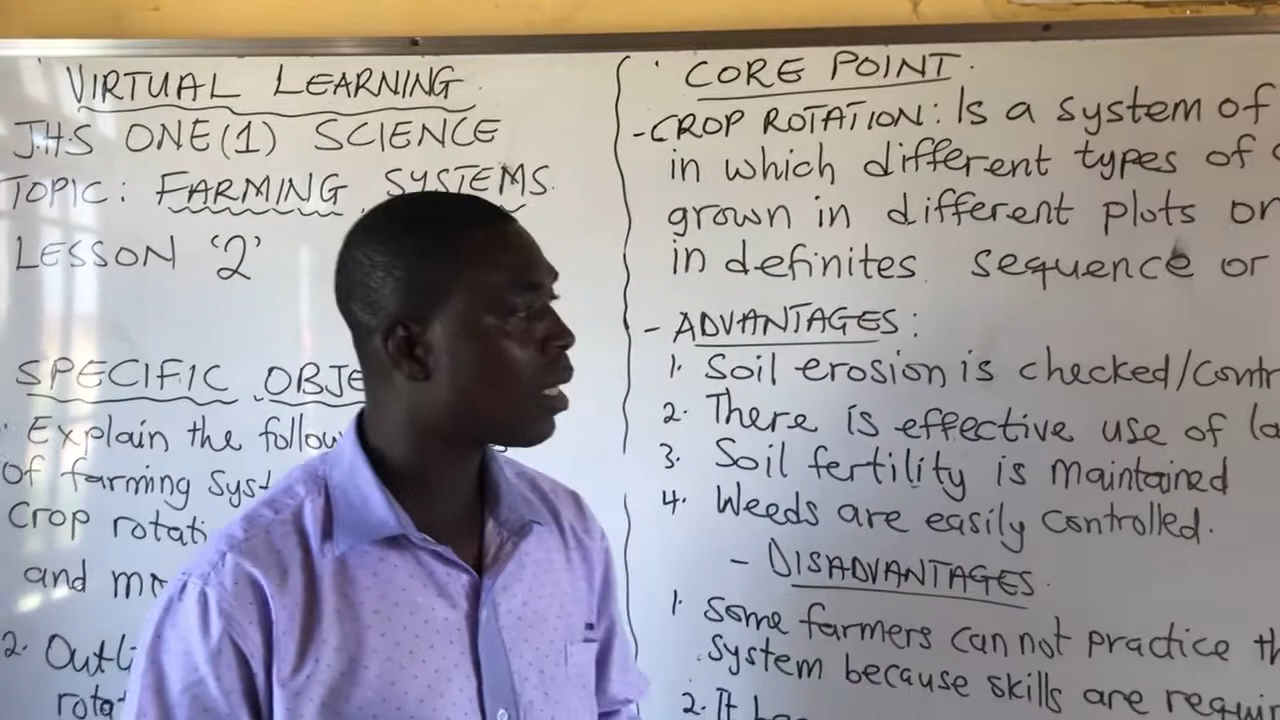 VIRTUAL LEARNING
J.H.S ONE(1) SCIENCE
TOPIC: FARMING SYSTEMS
LESSON '2'
SPECIFIC OBJE
Explain the follow
of farming syst
Crop rotati
and mo
2. Outli
rota
CORE POINT
- CROP ROTATION: Is a system of
in which different types of
grown in different plots or
in definites sequence or
- ADVANTAGES:
1. Soil erosion is checked/contr
2. There is effective use of la
3. Soil fertility is maintained
4. Weeds are easily controlled.
- DISADVANTAGES
1. Some farmers can not practice th
system because skills are requir
2. It